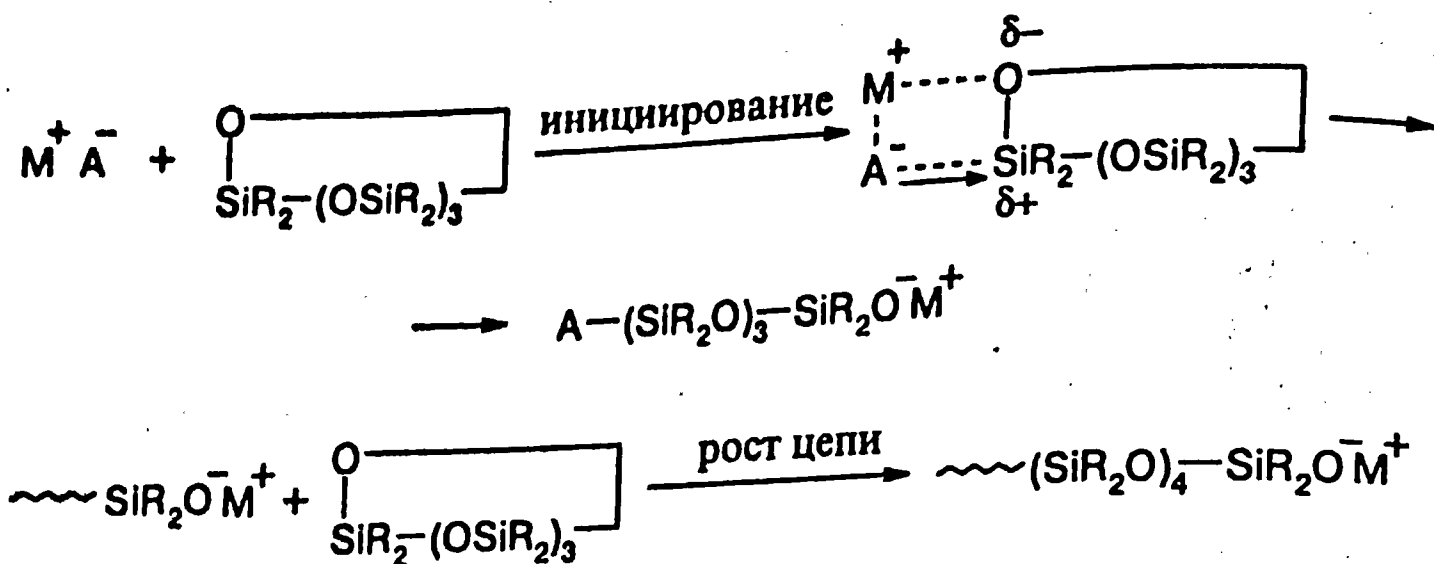 M⁺ A⁻ + O SiR₂–(OSiR₂)₃ инициирование M⁺ A⁻ δ− O SiR₂–(OSiR₂)₃ δ+
A–(SiR₂O)₃–SiR₂O⁻M⁺
SiR₂O⁻M⁺ + O SiR₂–(OSiR₂)₃ рост цепи (SiR₂O)₄–SiR₂O⁻M⁺